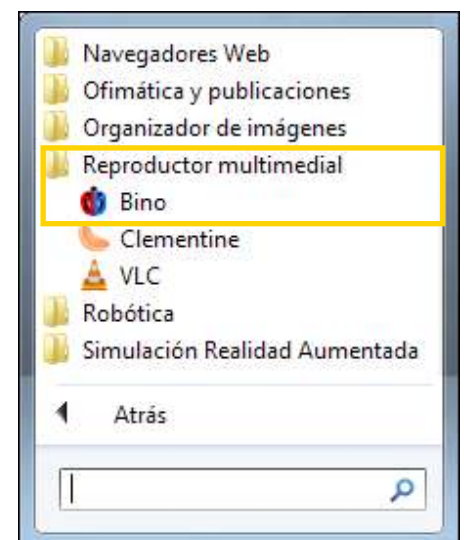 Navegadores Web
Ofimática y publicaciones
Organizador de imágenes
Reproductor multimedial
Bino
Clementine
VLC
Robótica
Simulación Realidad Aumentada
Atrás